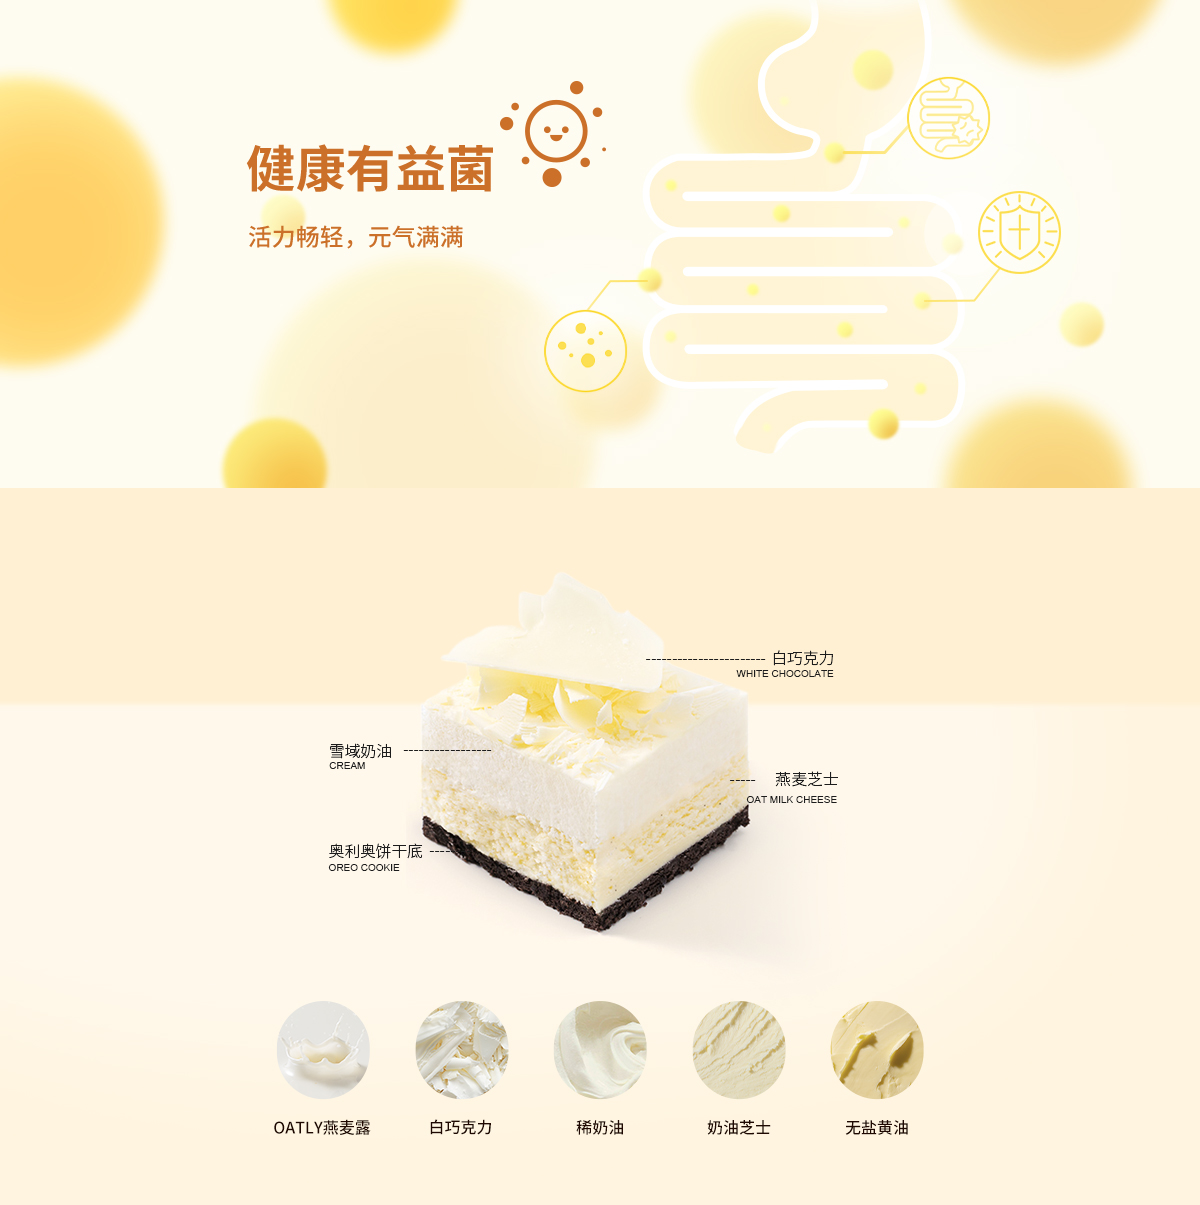 健康有益菌
活力畅轻，元气满满
白巧克力
WHITE CHOCOLATE
雪域奶油
CREAM
燕麦芝士
OAT MILK CHEESE
奥利奥饼干底
OREO COOKIE
OATLY燕麦露
白巧克力
稀奶油
奶油芝士
无盐黄油